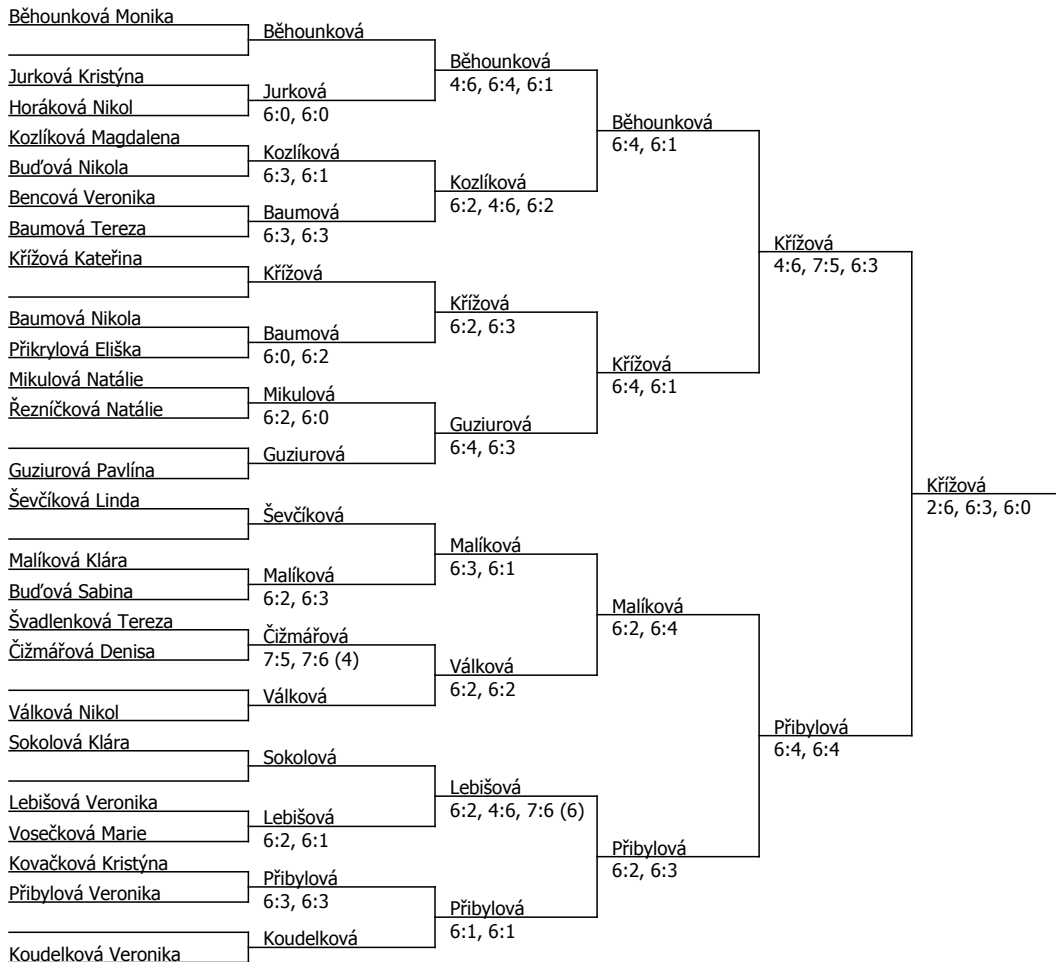 Běhounková Monika
Jurková Kristýna
Horáková Nikol
Kozlíková Magdalena
Buďová Nikola
Bencová Veronika
Baumová Tereza
Křížová Kateřina
Baumová Nikola
Přikrylová Eliška
Mikulová Natálie
Řezníčková Natálie
Guziurová Pavlína
Ševčíková Linda
Malíková Klára
Buďová Sabina
Švadlenková Tereza
Čižmářová Denisa
Válková Nikol
Sokolová Klára
Lebišová Veronika
Vosečková Marie
Kovačková Kristýna
Přibylová Veronika
Koudelková Veronika
Běhounková
Jurková
6:0, 6:0
Kozlíková
6:3, 6:1
Baumová
6:3, 6:3
Křížová
Baumová
6:0, 6:2
Mikulová
6:2, 6:0
Guziurová
Ševčíková
Malíková
6:2, 6:3
Čižmářová
7:5, 7:6 (4)
Válková
Sokolová
Lebišová
6:2, 6:1
Přibylová
6:3, 6:3
Koudelková
Běhounková
4:6, 6:4, 6:1
Kozlíková
6:2, 4:6, 6:2
Křížová
6:2, 6:3
Guziurová
6:4, 6:3
Malíková
6:3, 6:1
Válková
6:2, 6:2
Lebišová
6:2, 4:6, 7:6 (6)
Přibylová
6:1, 6:1
Běhounková
6:4, 6:1
Křížová
6:4, 6:1
Malíková
6:2, 6:4
Přibylová
6:2, 6:3
Křížová
4:6, 7:5, 6:3
Přibylová
6:4, 6:4
Křížová
2:6, 6:3, 6:0